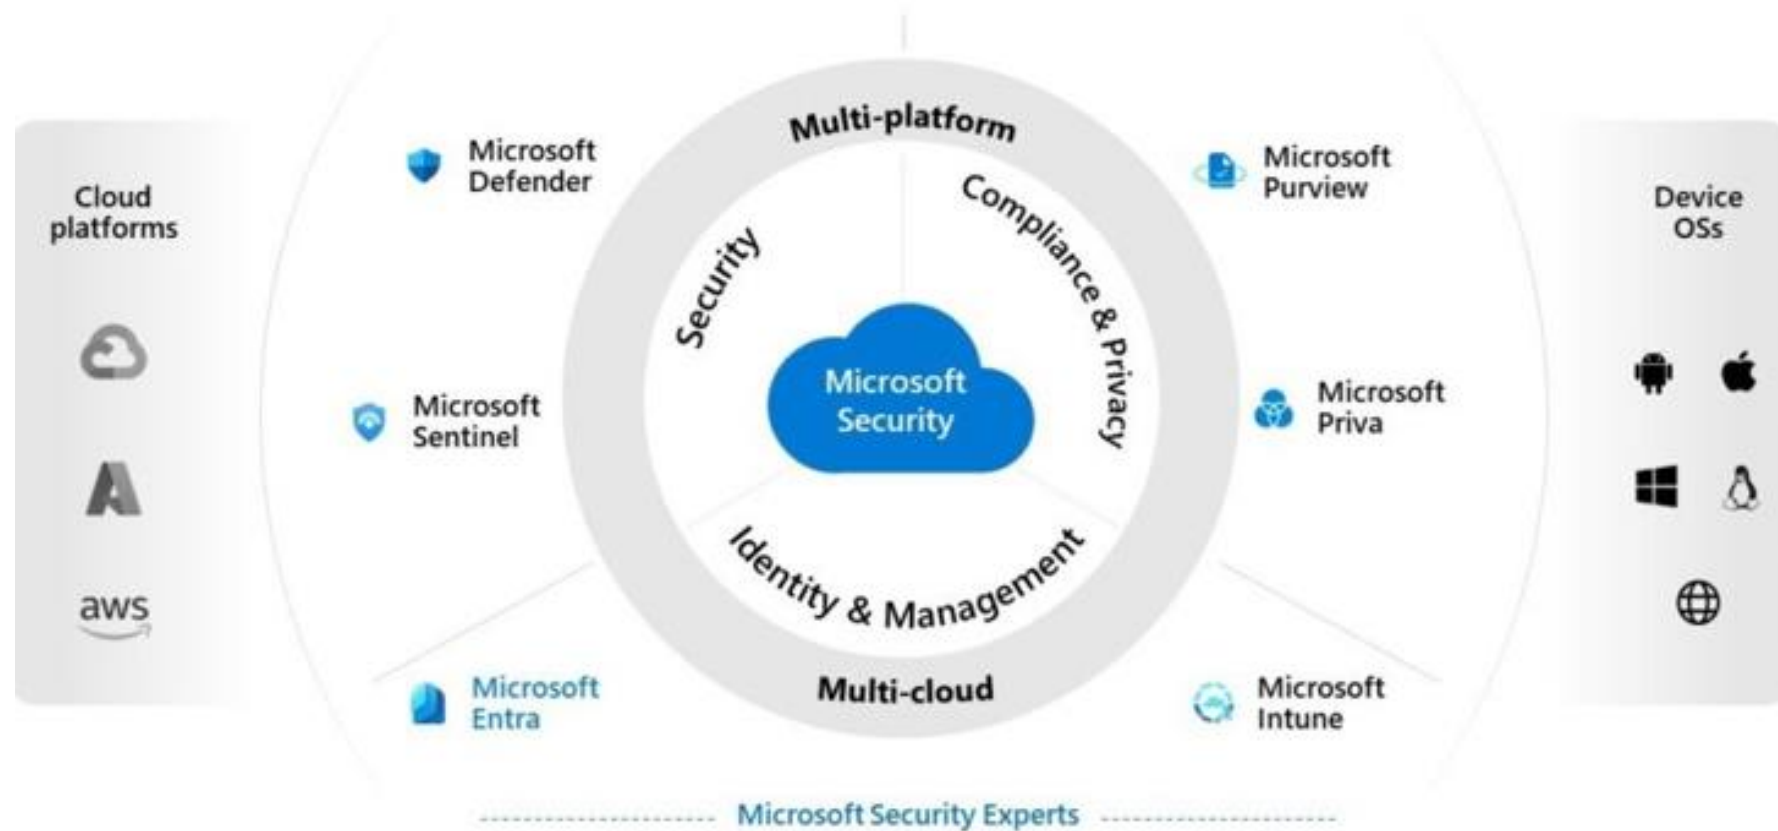 Cloud
platforms
aws
Microsoft
Defender
Microsoft
Sentinel
Microsoft
Entra
Multi-platform
Security
Compliance & Privacy
Microsoft
Security
Identity & Management
Multi-cloud
Microsoft
Purview
Microsoft
Priva
Microsoft
Intune
Device
OSs
Microsoft Security Experts